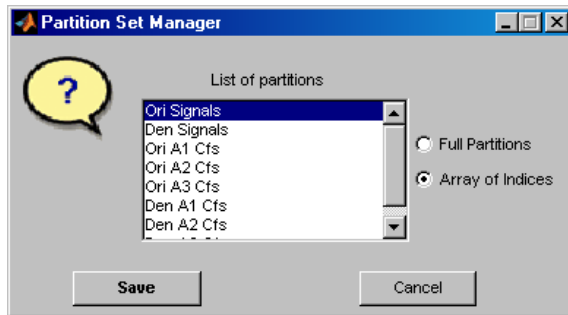 Partition Set Manager
?
List of partitions
Ori Signals
Den Signals
Ori A1 Cfs
Ori A2 Cfs
Ori A3 Cfs
Den A1 Cfs
Den A2 Cfs
Full Partitions
Array of Indices
Save
Cancel